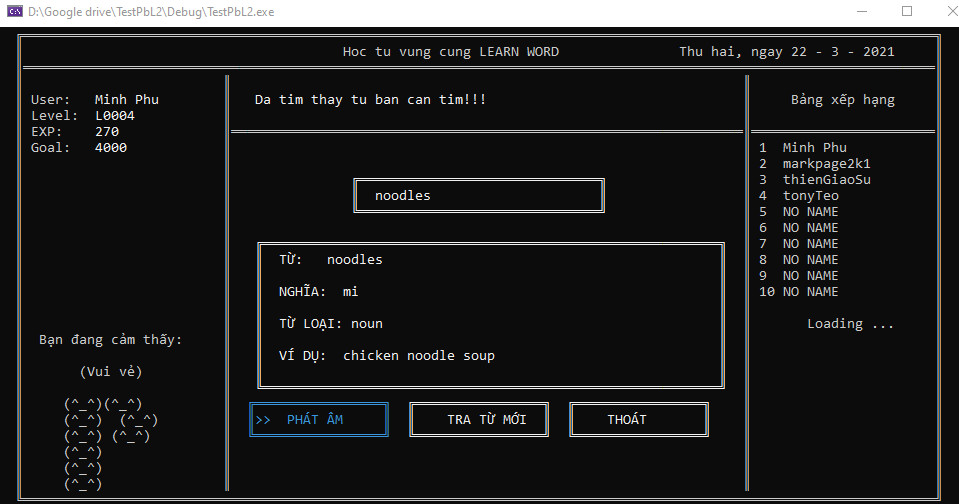 D:\Google drive\TestPbL2\Debug\TestPbL2.exe
Hoc tu vung cung LEARN WORD
Thu hai, ngay 22 - 3 - 2021
User: Minh Phu
Level: L0004
EXP: 270
Goal: 4000
Bạn đang cảm thấy:
(Vui vẻ)
(^_^)(^_^)
(^_^) (^_^)
(^_^) (^_^)
(^_^)
(^_^)
(^_^)
Da tim thay tu ban can tim!!!
noodles
TỪ: noodles
NGHĨA: mi
TỪ LOẠI: noun
VÍ DỤ: chicken noodle soup
>> PHÁT ÂM
TRA TỪ MỚI
THOÁT
Bảng xếp hạng
1 Minh Phu
2 markpage2k1
3 thienGiaoSu
4 tonyTeo
5 NO NAME
6 NO NAME
7 NO NAME
8 NO NAME
9 NO NAME
10 NO NAME
Loading ...